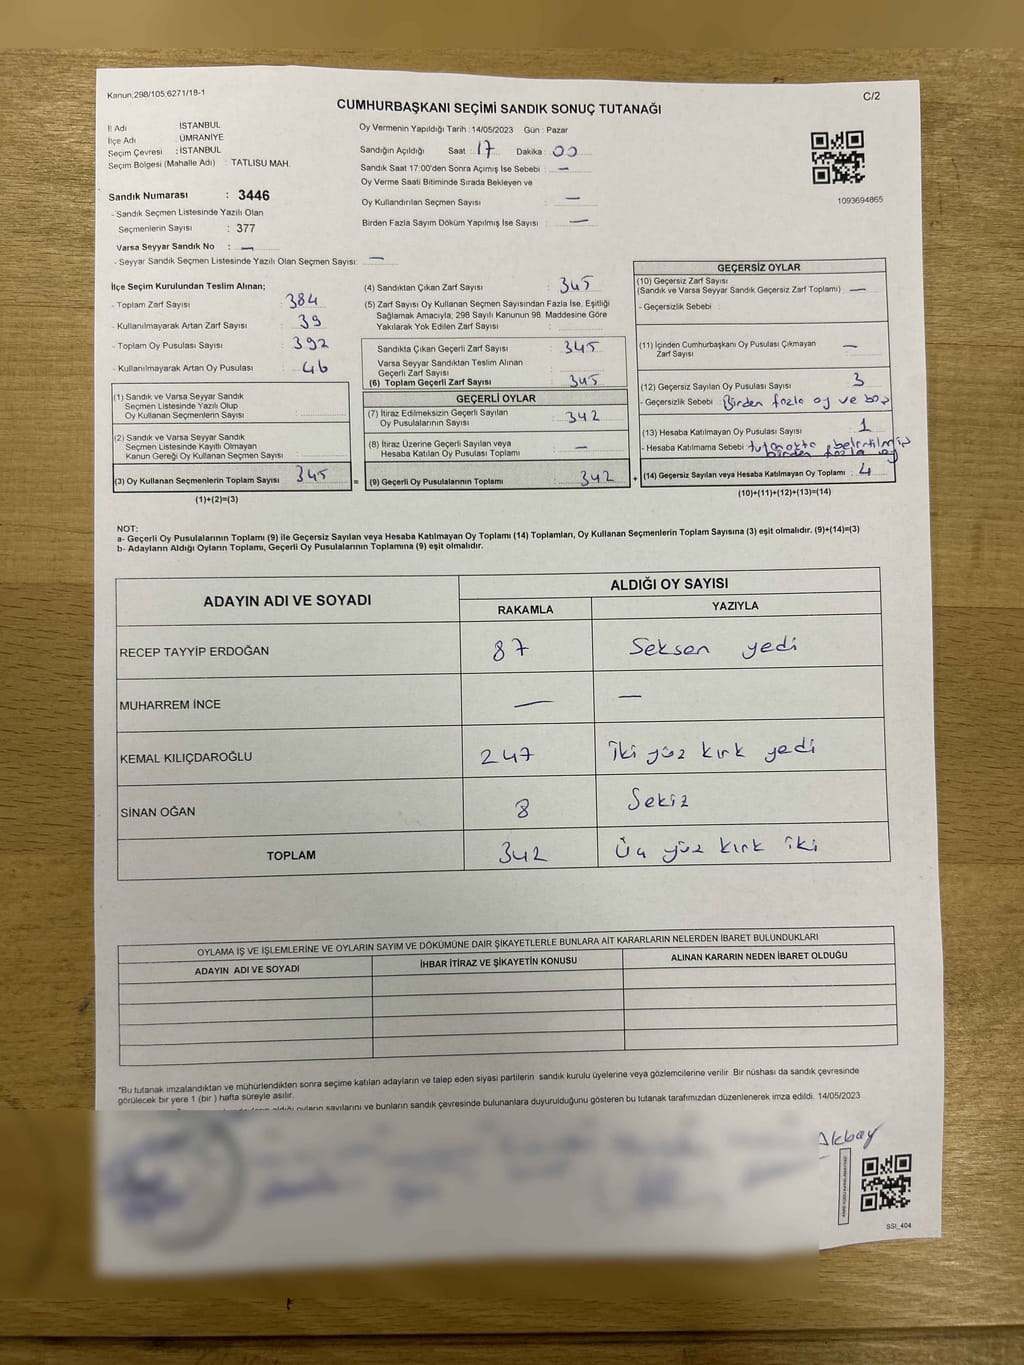 Kanun:298/105,6271/18-1
C/2
CUMHURBAŞKANI SEÇİMİ SANDIK SONUÇ TUTANAĞI
İl Adı : İSTANBUL
İlçe Adı : ÜMRANİYE
Seçim Çevresi : İSTANBUL
Seçim Bölgesi (Mahalle Adı) : TATLISU MAH.
Sandık Numarası : 3446
- Sandık Seçmen Listesinde Yazılı Olan
Seçmenlerin Sayısı : 377
Varsa Seyyar Sandık No : —
- Seyyar Sandık Seçmen Listesinde Yazılı Olan Seçmen Sayısı: —
Oy Vermenin Yapıldığı Tarih :14/05/2023 Gün : Pazar
Sandığın Açıldığı Saat : 17 Dakika : 00
Sandık Saat 17:00'den Sonra Açılmış İse Sebebi : —
Oy Verme Saati Bitiminde Sırada Bekleyen ve
Oy Kullandırılan Seçmen Sayısı : —
Birden Fazla Sayım Döküm Yapılmış İse Sayısı : —
1093694865
İlçe Seçim Kurulundan Teslim Alınan;
- Toplam Zarf Sayısı : 384
- Kullanılmayarak Artan Zarf Sayısı : 39
- Toplam Oy Pusulası Sayısı : 392
- Kullanılmayarak Artan Oy Pusulası : 46
(1) Sandık ve Varsa Seyyar Sandık
Seçmen Listesinde Yazılı Olup
Oy Kullanan Seçmenlerin Sayısı :
(2) Sandık ve Varsa Seyyar Sandık
Seçmen Listesinde Kayıtlı Olmayan
Kanun Gereği Oy Kullanan Seçmen Sayısı :
(3) Oy Kullanan Seçmenlerin Toplam Sayısı : 345
(1)+(2)=(3)
(4) Sandıktan Çıkan Zarf Sayısı : 345
(5) Zarf Sayısı Oy Kullanan Seçmen Sayısından Fazla İse, Eşitliği
Sağlamak Amacıyla; 298 Sayılı Kanunun 98. Maddesine Göre
Yakılarak Yok Edilen Zarf Sayısı :
Sandıkta Çıkan Geçerli Zarf Sayısı : 345
Varsa Seyyar Sandıktan Teslim Alınan
Geçerli Zarf Sayısı :
(6) Toplam Geçerli Zarf Sayısı : 345
GEÇERLİ OYLAR
(7) İtiraz Edilmeksizin Geçerli Sayılan
Oy Pusulalarının Sayısı : 342
(8) İtiraz Üzerine Geçerli Sayılan veya
Hesaba Katılan Oy Pusulası Toplamı : —
=
(9) Geçerli Oy Pusulalarının Toplamı : 342
+
GEÇERSİZ OYLAR
(10) Geçersiz Zarf Sayısı
(Sandık ve Varsa Seyyar Sandık Geçersiz Zarf Toplamı) : —
- Geçersizlik Sebebi :
(11) İçinden Cumhurbaşkanı Oy Pusulası Çıkmayan
Zarf Sayısı : —
(12) Geçersiz Sayılan Oy Pusulası Sayısı : 3
- Geçersizlik Sebebi : Birden fazla oy ve boş
(13) Hesaba Katılmayan Oy Pusulası Sayısı : 1
- Hesaba Katılmama Sebebi : tutanakta belirtilmiş
birden fazla oy
(14) Geçersiz Sayılan veya Hesaba Katılmayan Oy Toplamı : 4
(10)+(11)+(12)+(13)=(14)
NOT:
a- Geçerli Oy Pusulalarının Toplamı (9) ile Geçersiz Sayılan veya Hesaba Katılmayan Oy Toplamı (14) Toplamları, Oy Kullanan Seçmenlerin Toplam Sayısına (3) eşit olmalıdır. (9)+(14)=(3)
b- Adayların Aldığı Oyların Toplamı, Geçerli Oy Pusulalarının Toplamına (9) eşit olmalıdır.
ADAYIN ADI VE SOYADI
ALDIĞI OY SAYISI
RAKAMLA YAZIYLA
RECEP TAYYİP ERDOĞAN 87 Seksen yedi
MUHARREM İNCE — —
KEMAL KILIÇDAROĞLU 247 İki yüz kırk yedi
SİNAN OĞAN 8 Sekiz
TOPLAM 342 Üç yüz kırk iki
OYLAMA İŞ VE İŞLEMLERİNE VE OYLARIN SAYIM VE DÖKÜMÜNE DAİR ŞİKAYETLERLE BUNLARA AİT KARARLARIN NELERDEN İBARET BULUNDUKLARI
ADAYIN ADI VE SOYADI İHBAR İTİRAZ VE ŞİKAYETİN KONUSU ALINAN KARARIN NEDEN İBARET OLDUĞU
*Bu tutanak imzalandıktan ve mühürlendikten sonra seçime katılan adayların ve talep eden siyasi partilerin sandık kurulu üyelerine veya gözlemcilerine verilir. Bir nüshası da sandık çevresinde
görülecek bir yere 1 (bir ) hafta süreyle asılır.
aldığı oyların sayılarını ve bunların sandık çevresinde bulunanlara duyurulduğunu gösteren bu tutanak tarafımızdan düzenlenerek imza edildi. 14/05/2023
Akbay
SSI_404